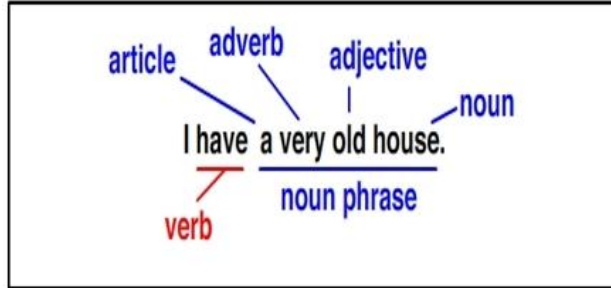 adverb
article
adjective
noun
I have a very old house.
noun phrase
verb